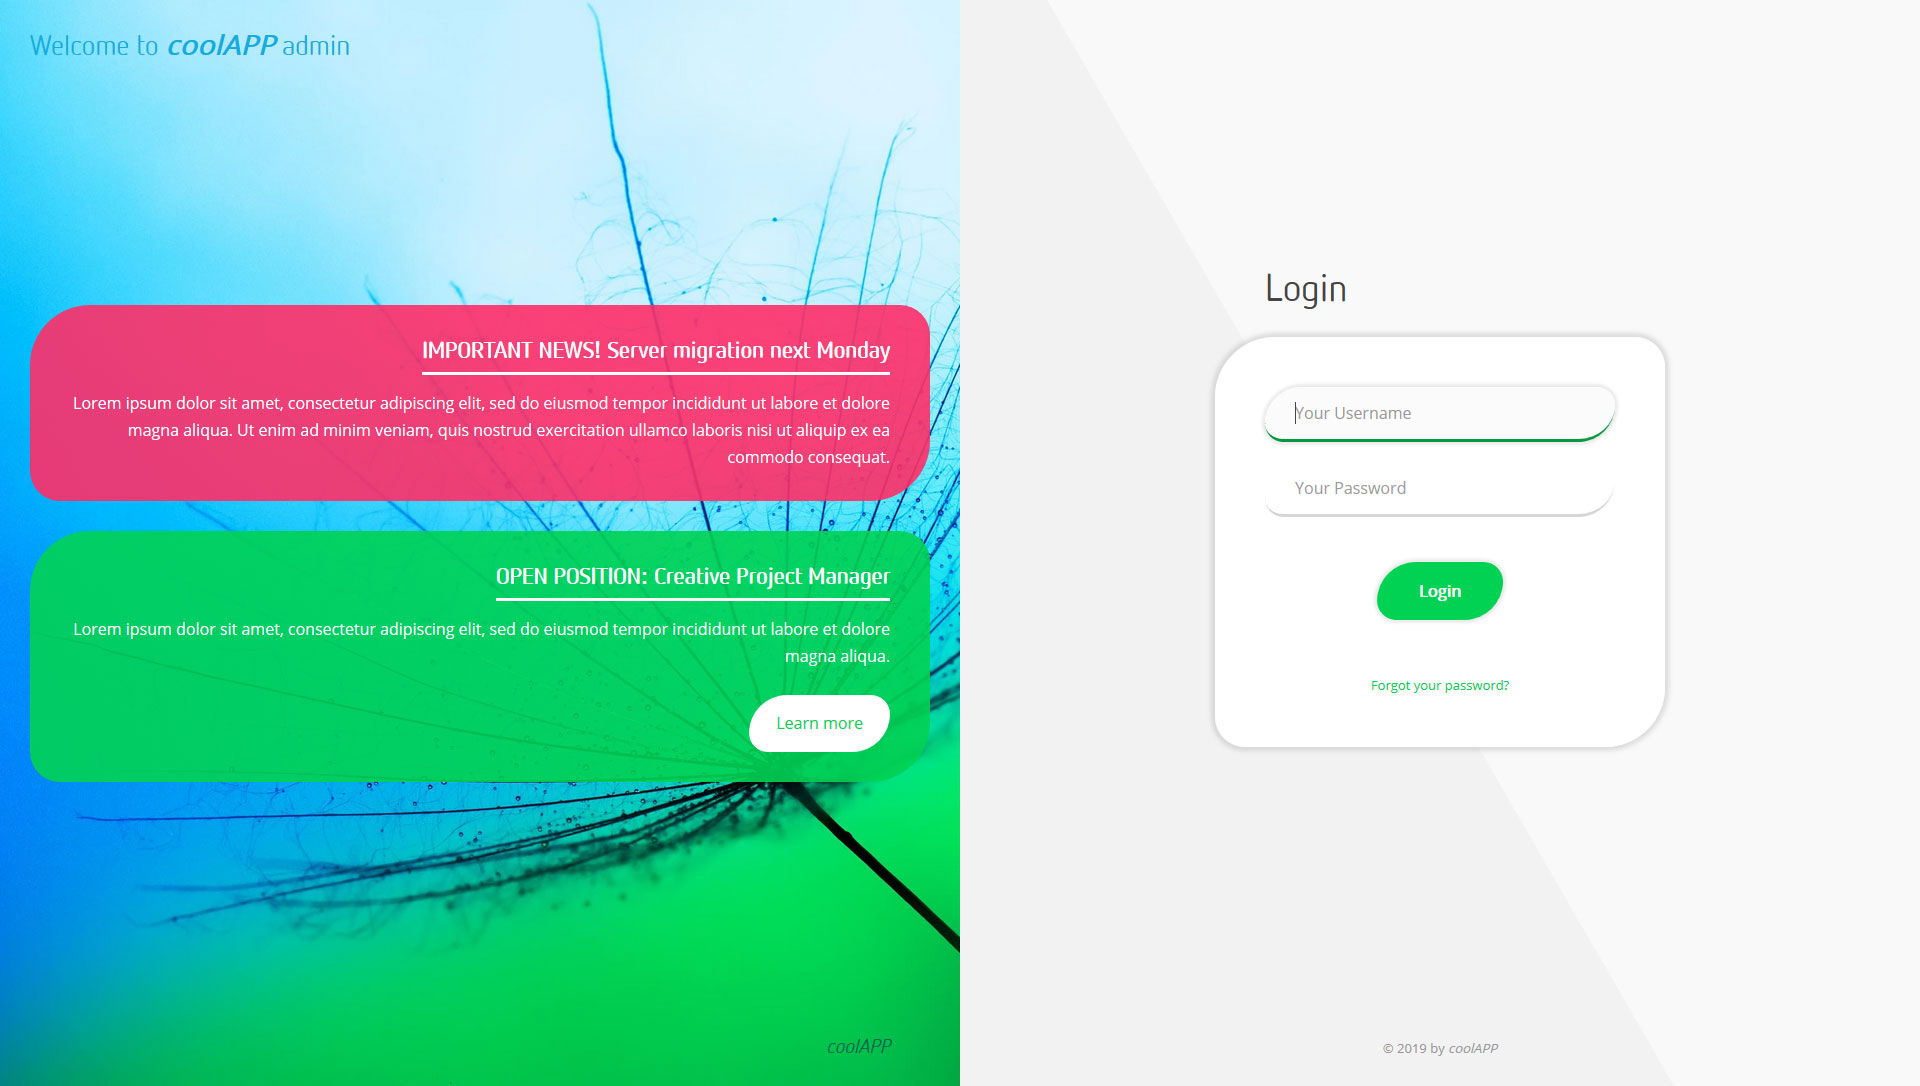 Welcome to coolAPP admin
IMPORTANT NEWS! Server migration next Monday
Lorem ipsum dolor sit amet, consectetur adipiscing elit, sed do eiusmod tempor incididunt ut labore et dolore
magna aliqua. Ut enim ad minim veniam, quis nostrud exercitation ullamco laboris nisi ut aliquip ex ea
commodo consequat.
OPEN POSITION: Creative Project Manager
Lorem ipsum dolor sit amet, consectetur adipiscing elit, sed do eiusmod tempor incididunt ut labore et dolore
magna aliqua.
Learn more
coolAPP
Login
Your Username
Your Password
Login
Forgot your password?
© 2019 by coolAPP